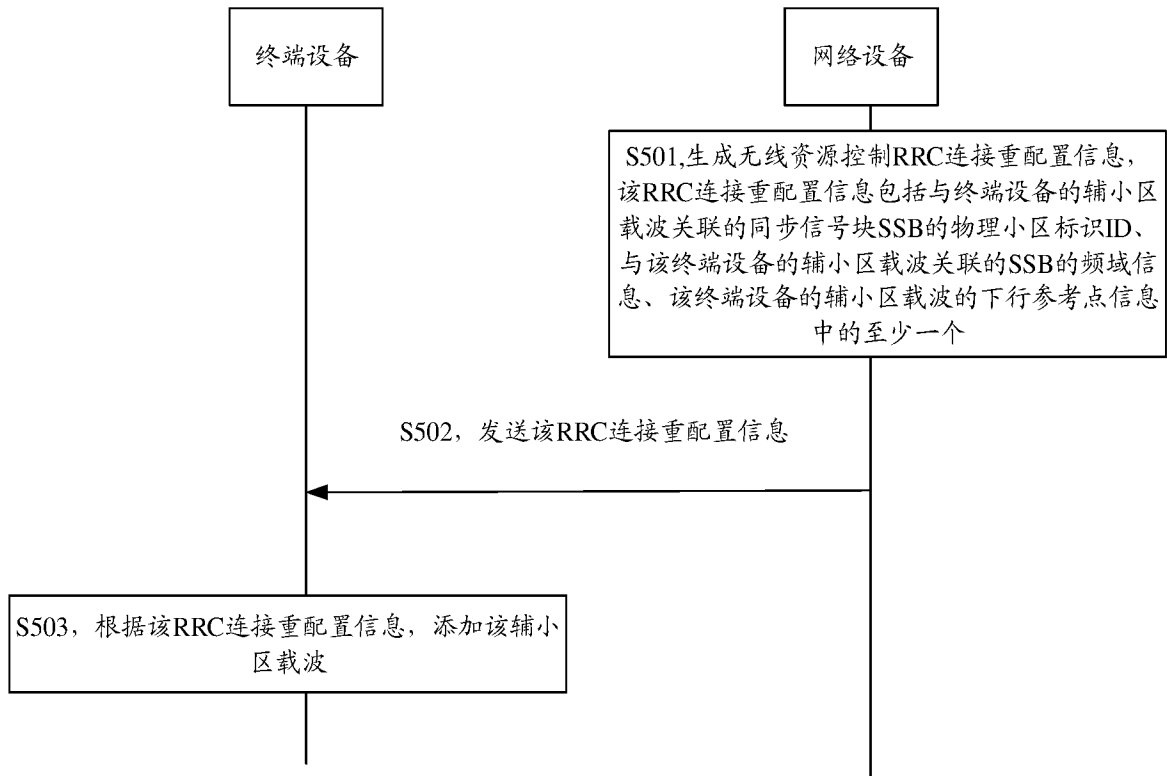 终端设备
网络设备
S501,生成无线资源控制RRC连接重配置信息，
该RRC连接重配置信息包括与终端设备的辅小区
载波关联的同步信号块SSB的物理小区标识ID、
与该终端设备的辅小区载波关联的SSB的频域信
息、该终端设备的辅小区载波的下行参考点信息
中的至少一个
S502，发送该RRC连接重配置信息
S503，根据该RRC连接重配置信息，添加该辅小
区载波